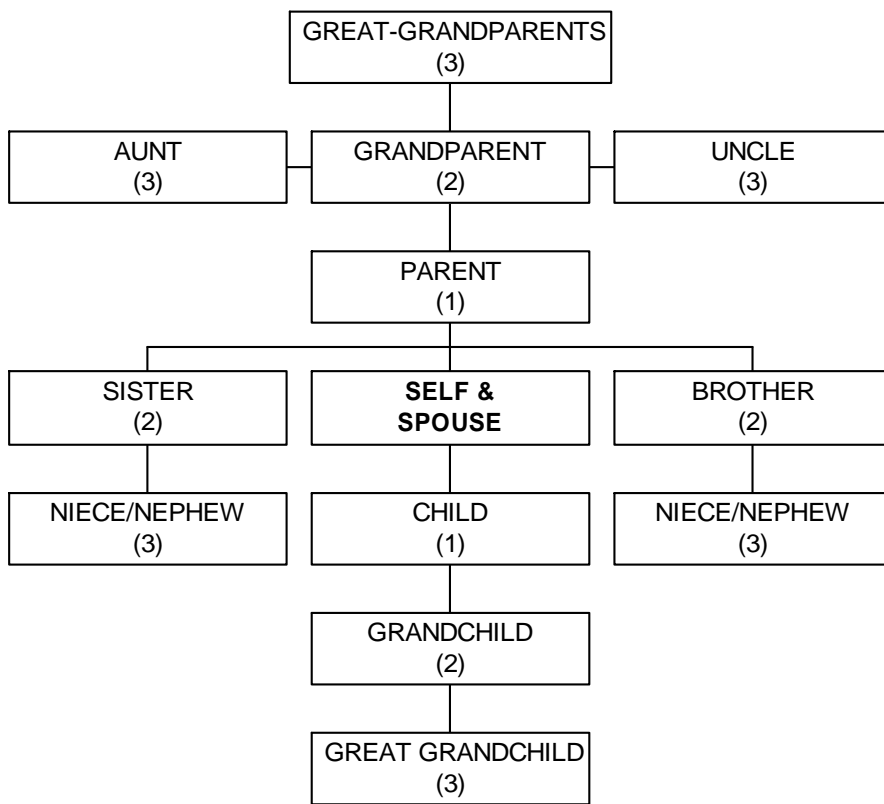 GREAT-GRANDPARENTS
(3)
AUNT
(3)
GRANDPARENT
(2)
UNCLE
(3)
PARENT
(1)
SISTER
(2)
SELF &
SPOUSE
BROTHER
(2)
NIECE/NEPHEW
(3)
CHILD
(1)
NIECE/NEPHEW
(3)
GRANDCHILD
(2)
GREAT GRANDCHILD
(3)